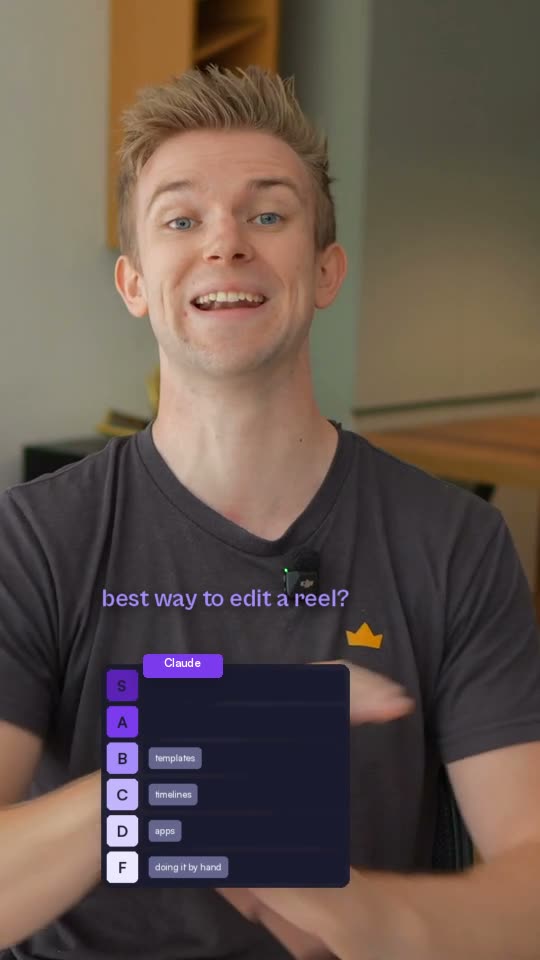 best way to edit a reel?
Claude
S
A
B templates
C timelines
D apps
F doing it by hand